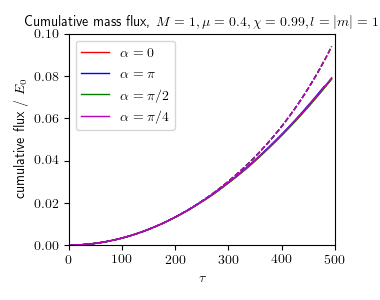 Cumulative mass flux, M = 1, μ = 0.4, χ = 0.99, l = |m| = 1
0.10
0.08
0.06
0.04
0.02
0.00
cumulative flux / E₀
α = 0
α = π
α = π/2
α = π/4
0 100 200 300 400 500
τ